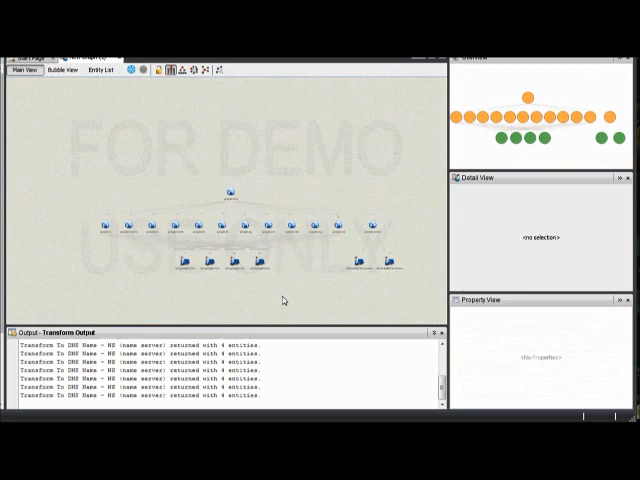 Start Page
Main View
Bubble View
Entity List
FOR DEMO
USE ONLY
Overview
Detail View
<no selection>
Property View
<No Properties>
Output - Transform Output
Transform To DNS Name - NS (name server) returned with 4 entities.
Transform To DNS Name - NS (name server) returned with 4 entities.
Transform To DNS Name - NS (name server) returned with 4 entities.
Transform To DNS Name - NS (name server) returned with 4 entities.
Transform To DNS Name - NS (name server) returned with 4 entities.
Transform To DNS Name - NS (name server) returned with 4 entities.
Transform To DNS Name - NS (name server) returned with 4 entities.